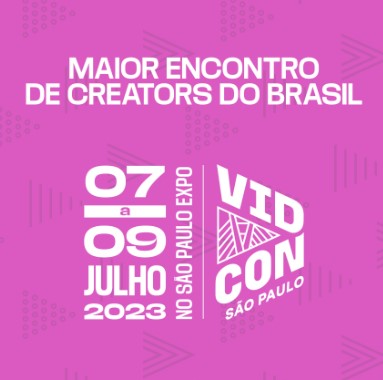 MAIOR ENCONTRO
DE CREATORS DO BRASIL
07
a
09
JULHO
2023
NO SÃO PAULO EXPO
VID
CON
SÃO PAULO